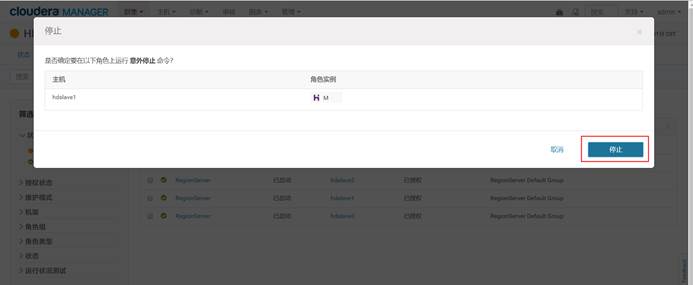 cloudera MANAGER 群集 主机 诊断 审核 图表 管理 搜索 支持 admin
停止
是否确定要在以下角色上运行 意外停止 命令?
主机 角色实例
hdslave1 M
取消 停止
筛选
授权状态
维护模式
机架
角色组
角色类型
状态
运行状况测试
RegionServer 已启动 已授权 RegionServer Default Group
RegionServer 已启动 已授权 RegionServer Default Group
RegionServer 已启动 已授权 RegionServer Default Group
Feedback